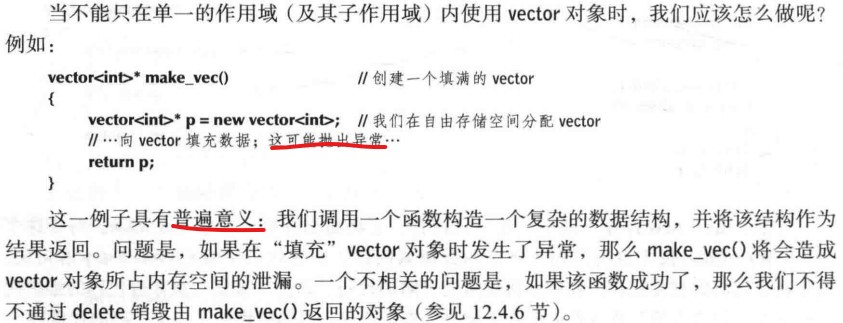 当不能只在单一的作用域（及其子作用域）内使用 vector 对象时，我们应该怎么做呢？
例如：
vector<int>* make_vec() // 创建一个填满的 vector
{
vector<int>* p = new vector<int>; // 我们在自由存储空间分配 vector
// …向 vector 填充数据；这可能抛出异常…
return p;
}
这一例子具有普遍意义：我们调用一个函数构造一个复杂的数据结构，并将该结构作为
结果返回。问题是，如果在“填充”vector 对象时发生了异常，那么 make_vec() 将会造成
vector 对象所占内存空间的泄漏。一个不相关的问题是，如果该函数成功了，那么我们不得
不通过 delete 销毁由 make_vec() 返回的对象（参见 12.4.6 节）。